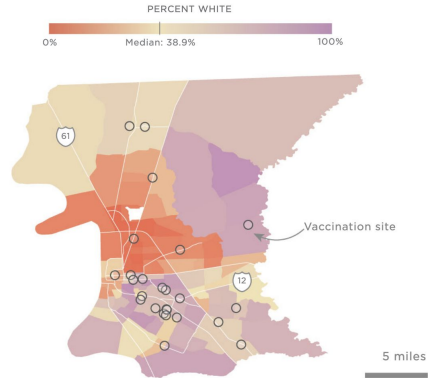 PERCENT WHITE
0%
Median: 38.9%
100%
61
Vaccination site
12
5 miles